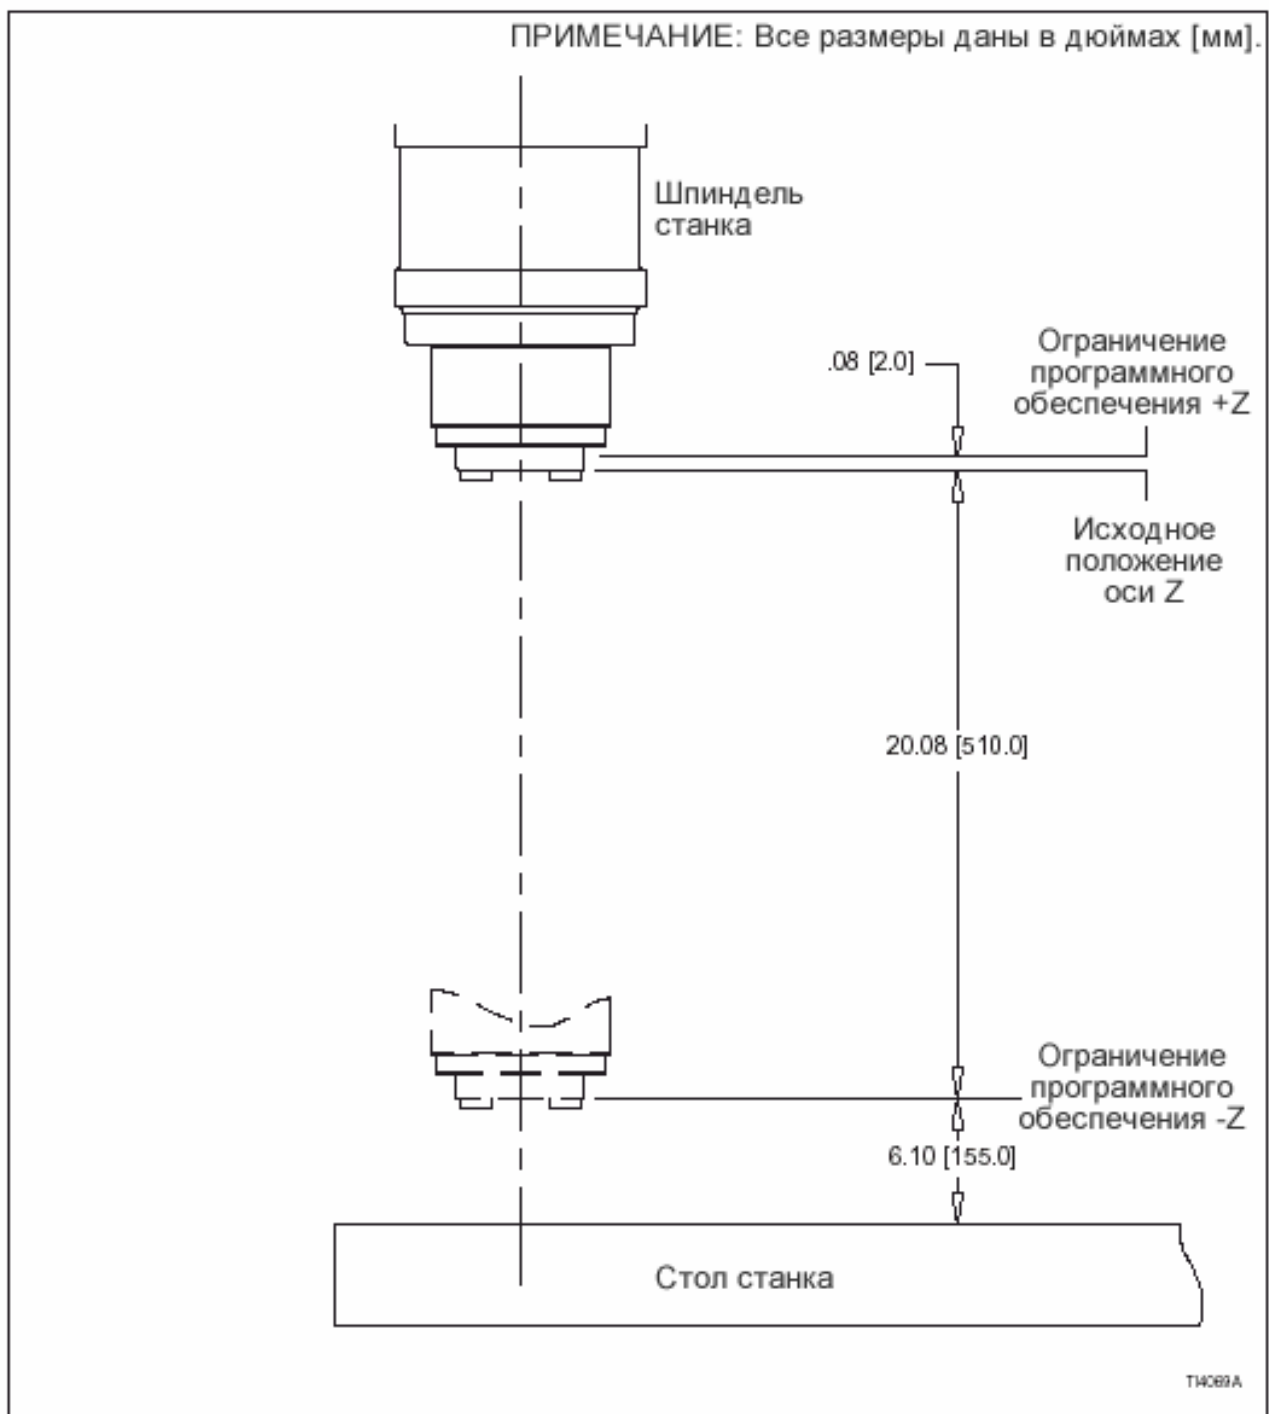 ПРИМЕЧАНИЕ: Все размеры даны в дюймах [мм].
Шпиндель
станка
.08 [2.0]
Ограничение
программного
обеспечения +Z
Исходное
положение
оси Z
20.08 [510.0]
Ограничение
программного
обеспечения -Z
6.10 [155.0]
Стол станка
TI4069A